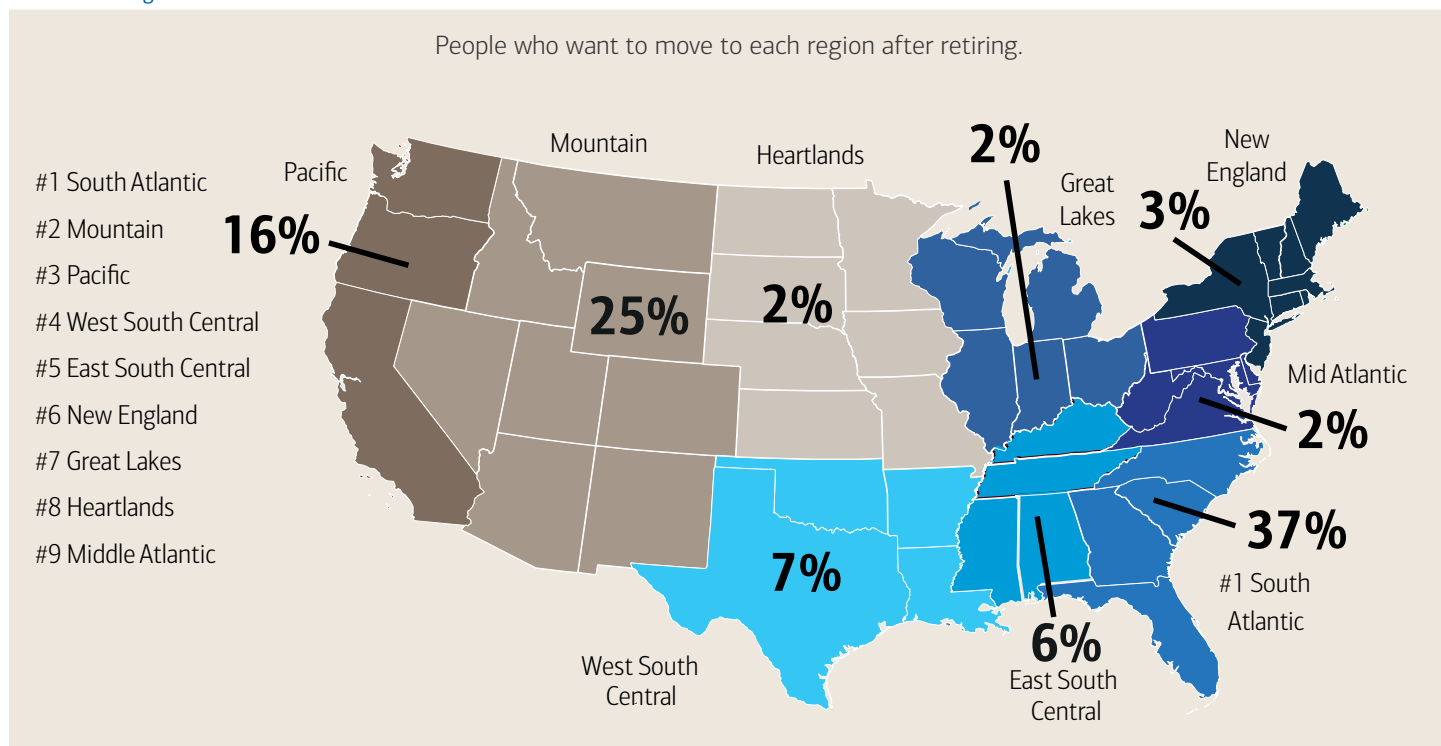 People who want to move to each region after retiring.
#1 South Atlantic
#2 Mountain
#3 Pacific
#4 West South Central
#5 East South Central
#6 New England
#7 Great Lakes
#8 Heartlands
#9 Middle Atlantic
Pacific
16%
Mountain
25%
Heartlands
2%
2%
Great
Lakes
New
England
3%
Mid Atlantic
2%
37%
#1 South
Atlantic
6%
East South
Central
7%
West South
Central